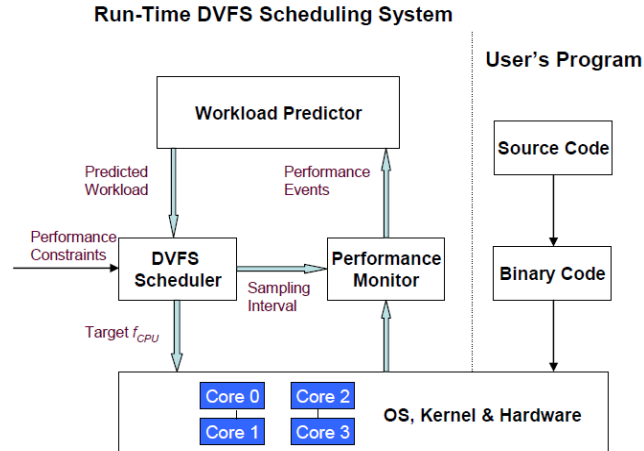 Run-Time DVFS Scheduling System
User's Program
Workload Predictor
Source Code
Predicted
Workload
Performance
Events
Performance
Constraints
DVFS
Scheduler
Sampling
Interval
Performance
Monitor
Binary Code
Target fCPU
Core 0
Core 2
Core 1
Core 3
OS, Kernel & Hardware